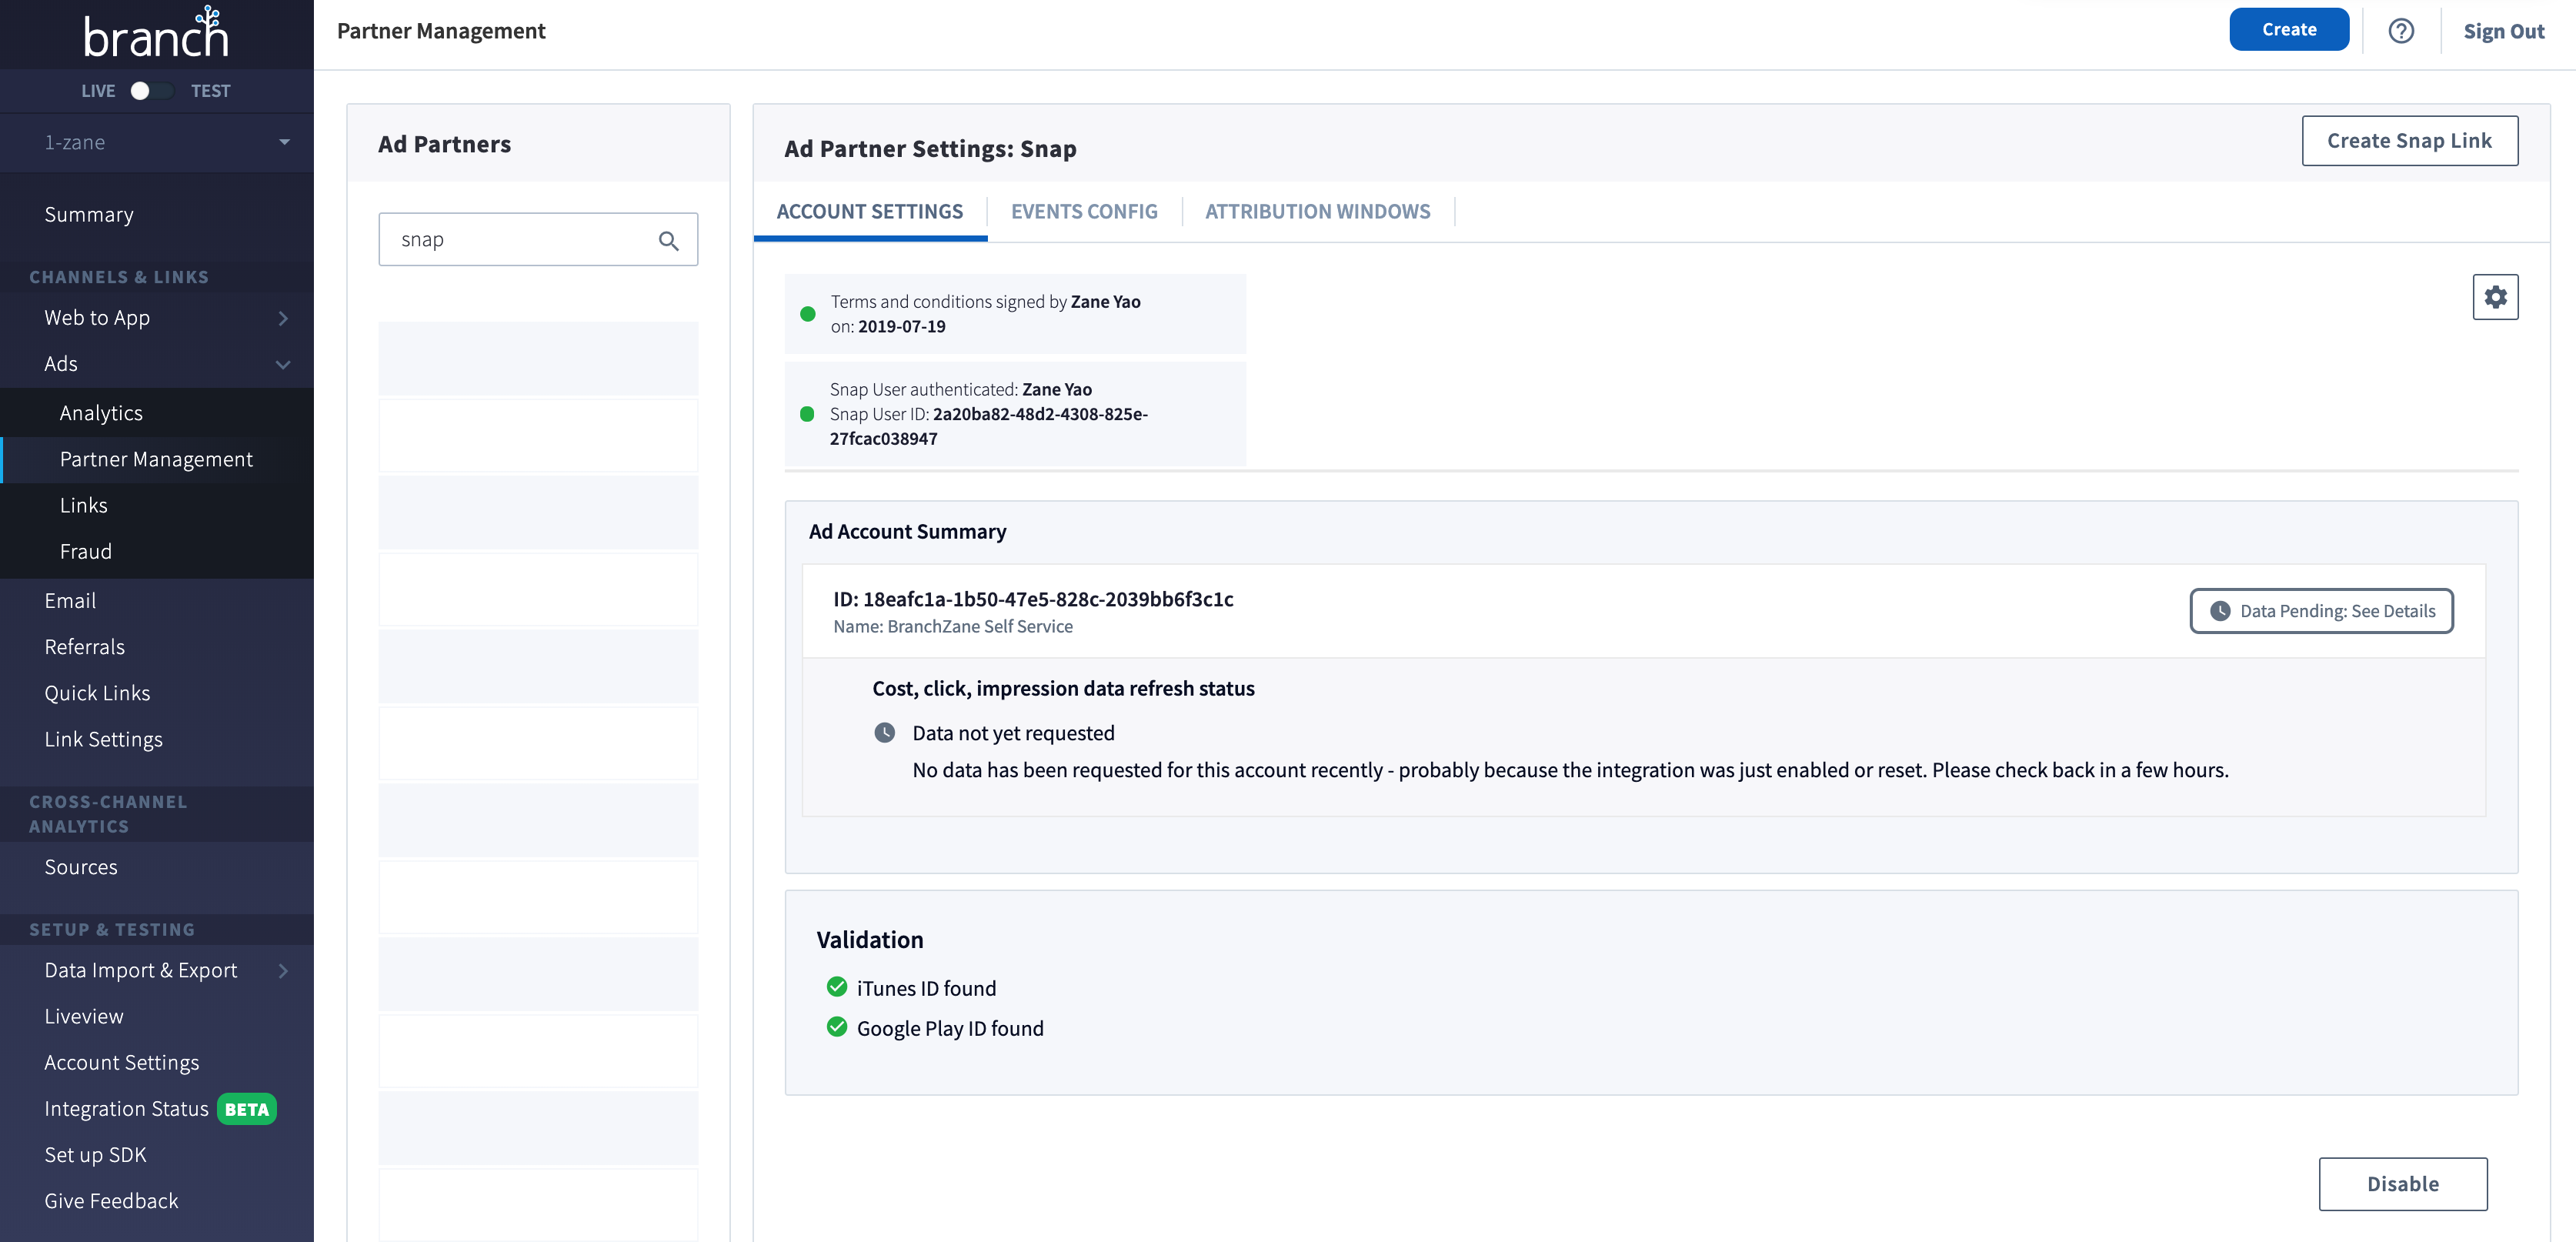 branch
LIVE TEST
1-zane
Summary
CHANNELS & LINKS
Web to App
Ads
Analytics
Partner Management
Links
Fraud
Email
Referrals
Quick Links
Link Settings
CROSS-CHANNEL
ANALYTICS
Sources
SETUP & TESTING
Data Import & Export
Liveview
Account Settings
Integration Status BETA
Set up SDK
Give Feedback
Partner Management
Create
Sign Out
Ad Partners
snap
Ad Partner Settings: Snap
Create Snap Link
ACCOUNT SETTINGS
EVENTS CONFIG
ATTRIBUTION WINDOWS
Terms and conditions signed by Zane Yao
on: 2019-07-19
Snap User authenticated: Zane Yao
Snap User ID: 2a20ba82-48d2-4308-825e-
27fcac038947
Ad Account Summary
ID: 18eafc1a-1b50-47e5-828c-2039bb6f3c1c
Name: BranchZane Self Service
Data Pending: See Details
Cost, click, impression data refresh status
Data not yet requested
No data has been requested for this account recently - probably because the integration was just enabled or reset. Please check back in a few hours.
Validation
iTunes ID found
Google Play ID found
Disable